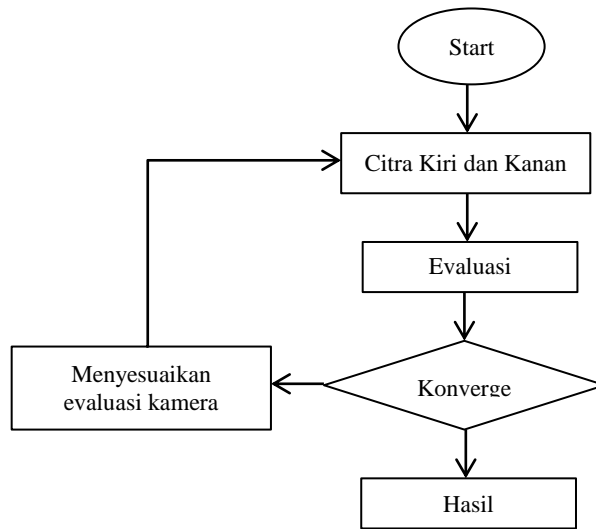 Start
Citra Kiri dan Kanan
Evaluasi
Menyesuaikan
evaluasi kamera
Konverge
Hasil